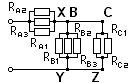 RA2 X B C
RA3 RB2 RC1
RA1
RB1 RB3 RC2
Y Z